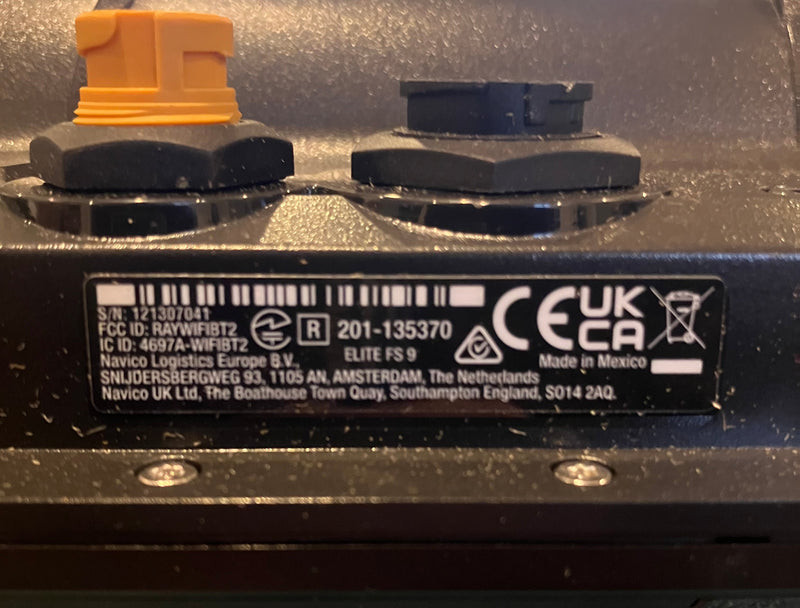 S/N: 121307041
FCC ID: RAYWIFIBT2
IC ID: 4697A-WIFIBT2
R 201-135370
ELITE FS 9
CE UK CA
Made in Mexico
Navico Logistics Europe B.V.,
SNIJDERSBERGWEG 93, 1105 AN, AMSTERDAM, The Netherlands
Navico UK Ltd, The Boathouse Town Quay, Southampton England, SO14 2AQ.